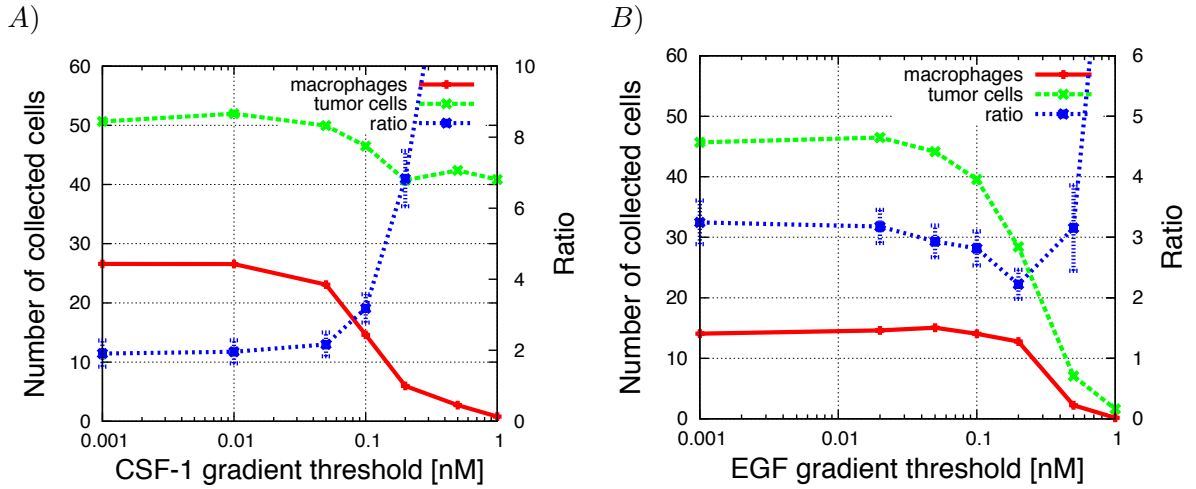 A)
macrophages
tumor cells
ratio
Number of collected cells
0
10
20
30
40
50
60
0
2
4
6
8
10
Ratio
0.001
0.01
0.1
1
CSF-1 gradient threshold [nM]
B)
macrophages
tumor cells
ratio
Number of collected cells
0
10
20
30
40
50
60
0
1
2
3
4
5
6
Ratio
0.001
0.01
0.1
1
EGF gradient threshold [nM]